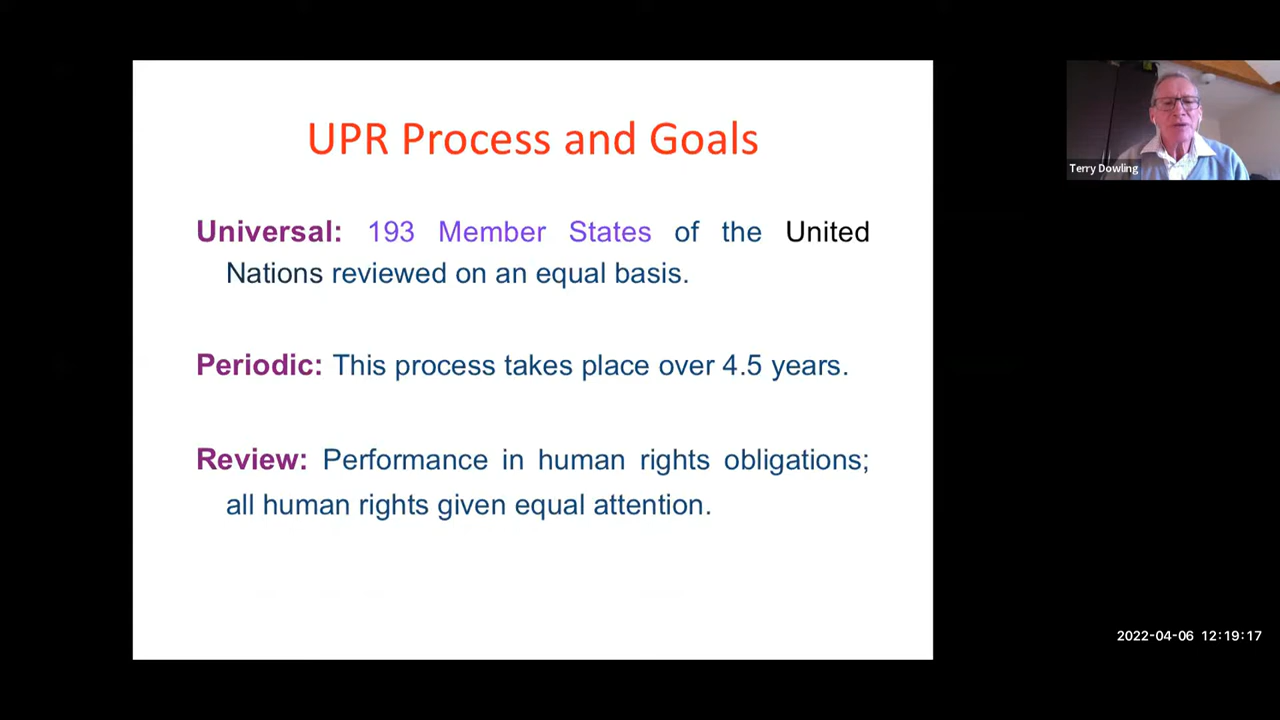 UPR Process and Goals
Universal: 193 Member States of the United
Nations reviewed on an equal basis.
Periodic: This process takes place over 4.5 years.
Review: Performance in human rights obligations;
all human rights given equal attention.
Terry Dowling
2022-04-06 12:19:17